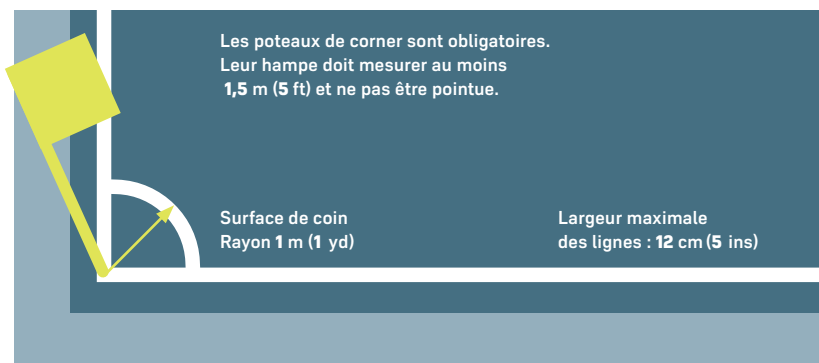 Les poteaux de corner sont obligatoires.
Leur hampe doit mesurer au moins
1,5 m (5 ft) et ne pas être pointue.
Surface de coin
Rayon 1 m (1 yd)
Largeur maximale
des lignes : 12 cm (5 ins)